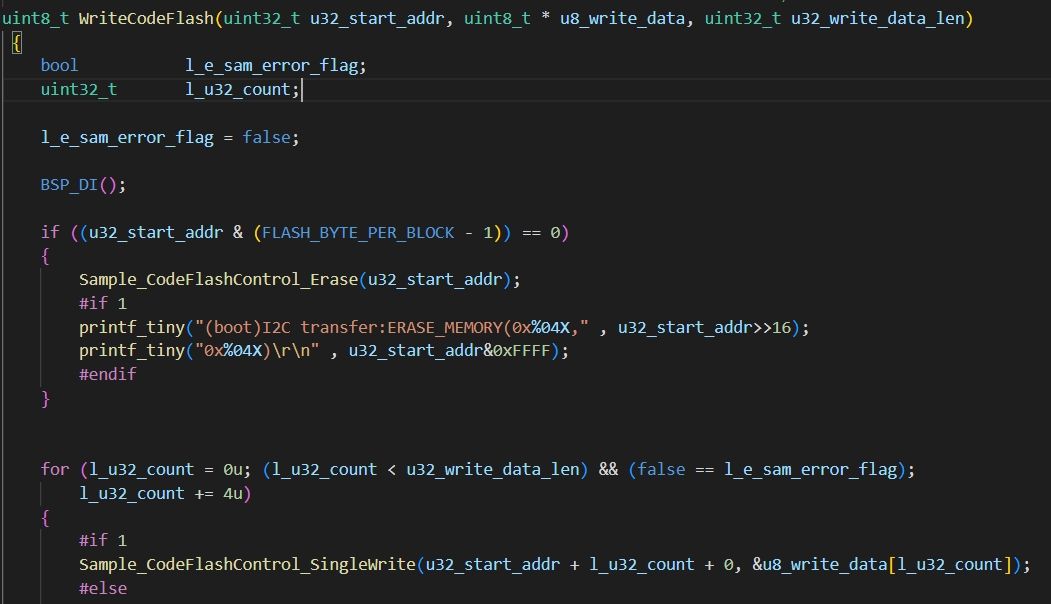 uint8_t WriteCodeFlash(uint32_t u32_start_addr, uint8_t * u8_write_data, uint32_t u32_write_data_len)
{
    bool           l_e_sam_error_flag;
    uint32_t       l_u32_count;
    l_e_sam_error_flag = false;
    BSP_DI();
    if ((u32_start_addr & (FLASH_BYTE_PER_BLOCK - 1)) == 0)
    {
        Sample_CodeFlashControl_Erase(u32_start_addr);
        #if 1
        printf_tiny("(boot)I2C transfer:ERASE_MEMORY(0x%04X," , u32_start_addr>>16);
        printf_tiny("0x%04X)\r\n" , u32_start_addr&0xFFFF);
        #endif
    }
    for (l_u32_count = 0u; (l_u32_count < u32_write_data_len) && (false == l_e_sam_error_flag);
        l_u32_count += 4u)
    {
        #if 1
        Sample_CodeFlashControl_SingleWrite(u32_start_addr + l_u32_count + 0, &u8_write_data[l_u32_count]);
        #else